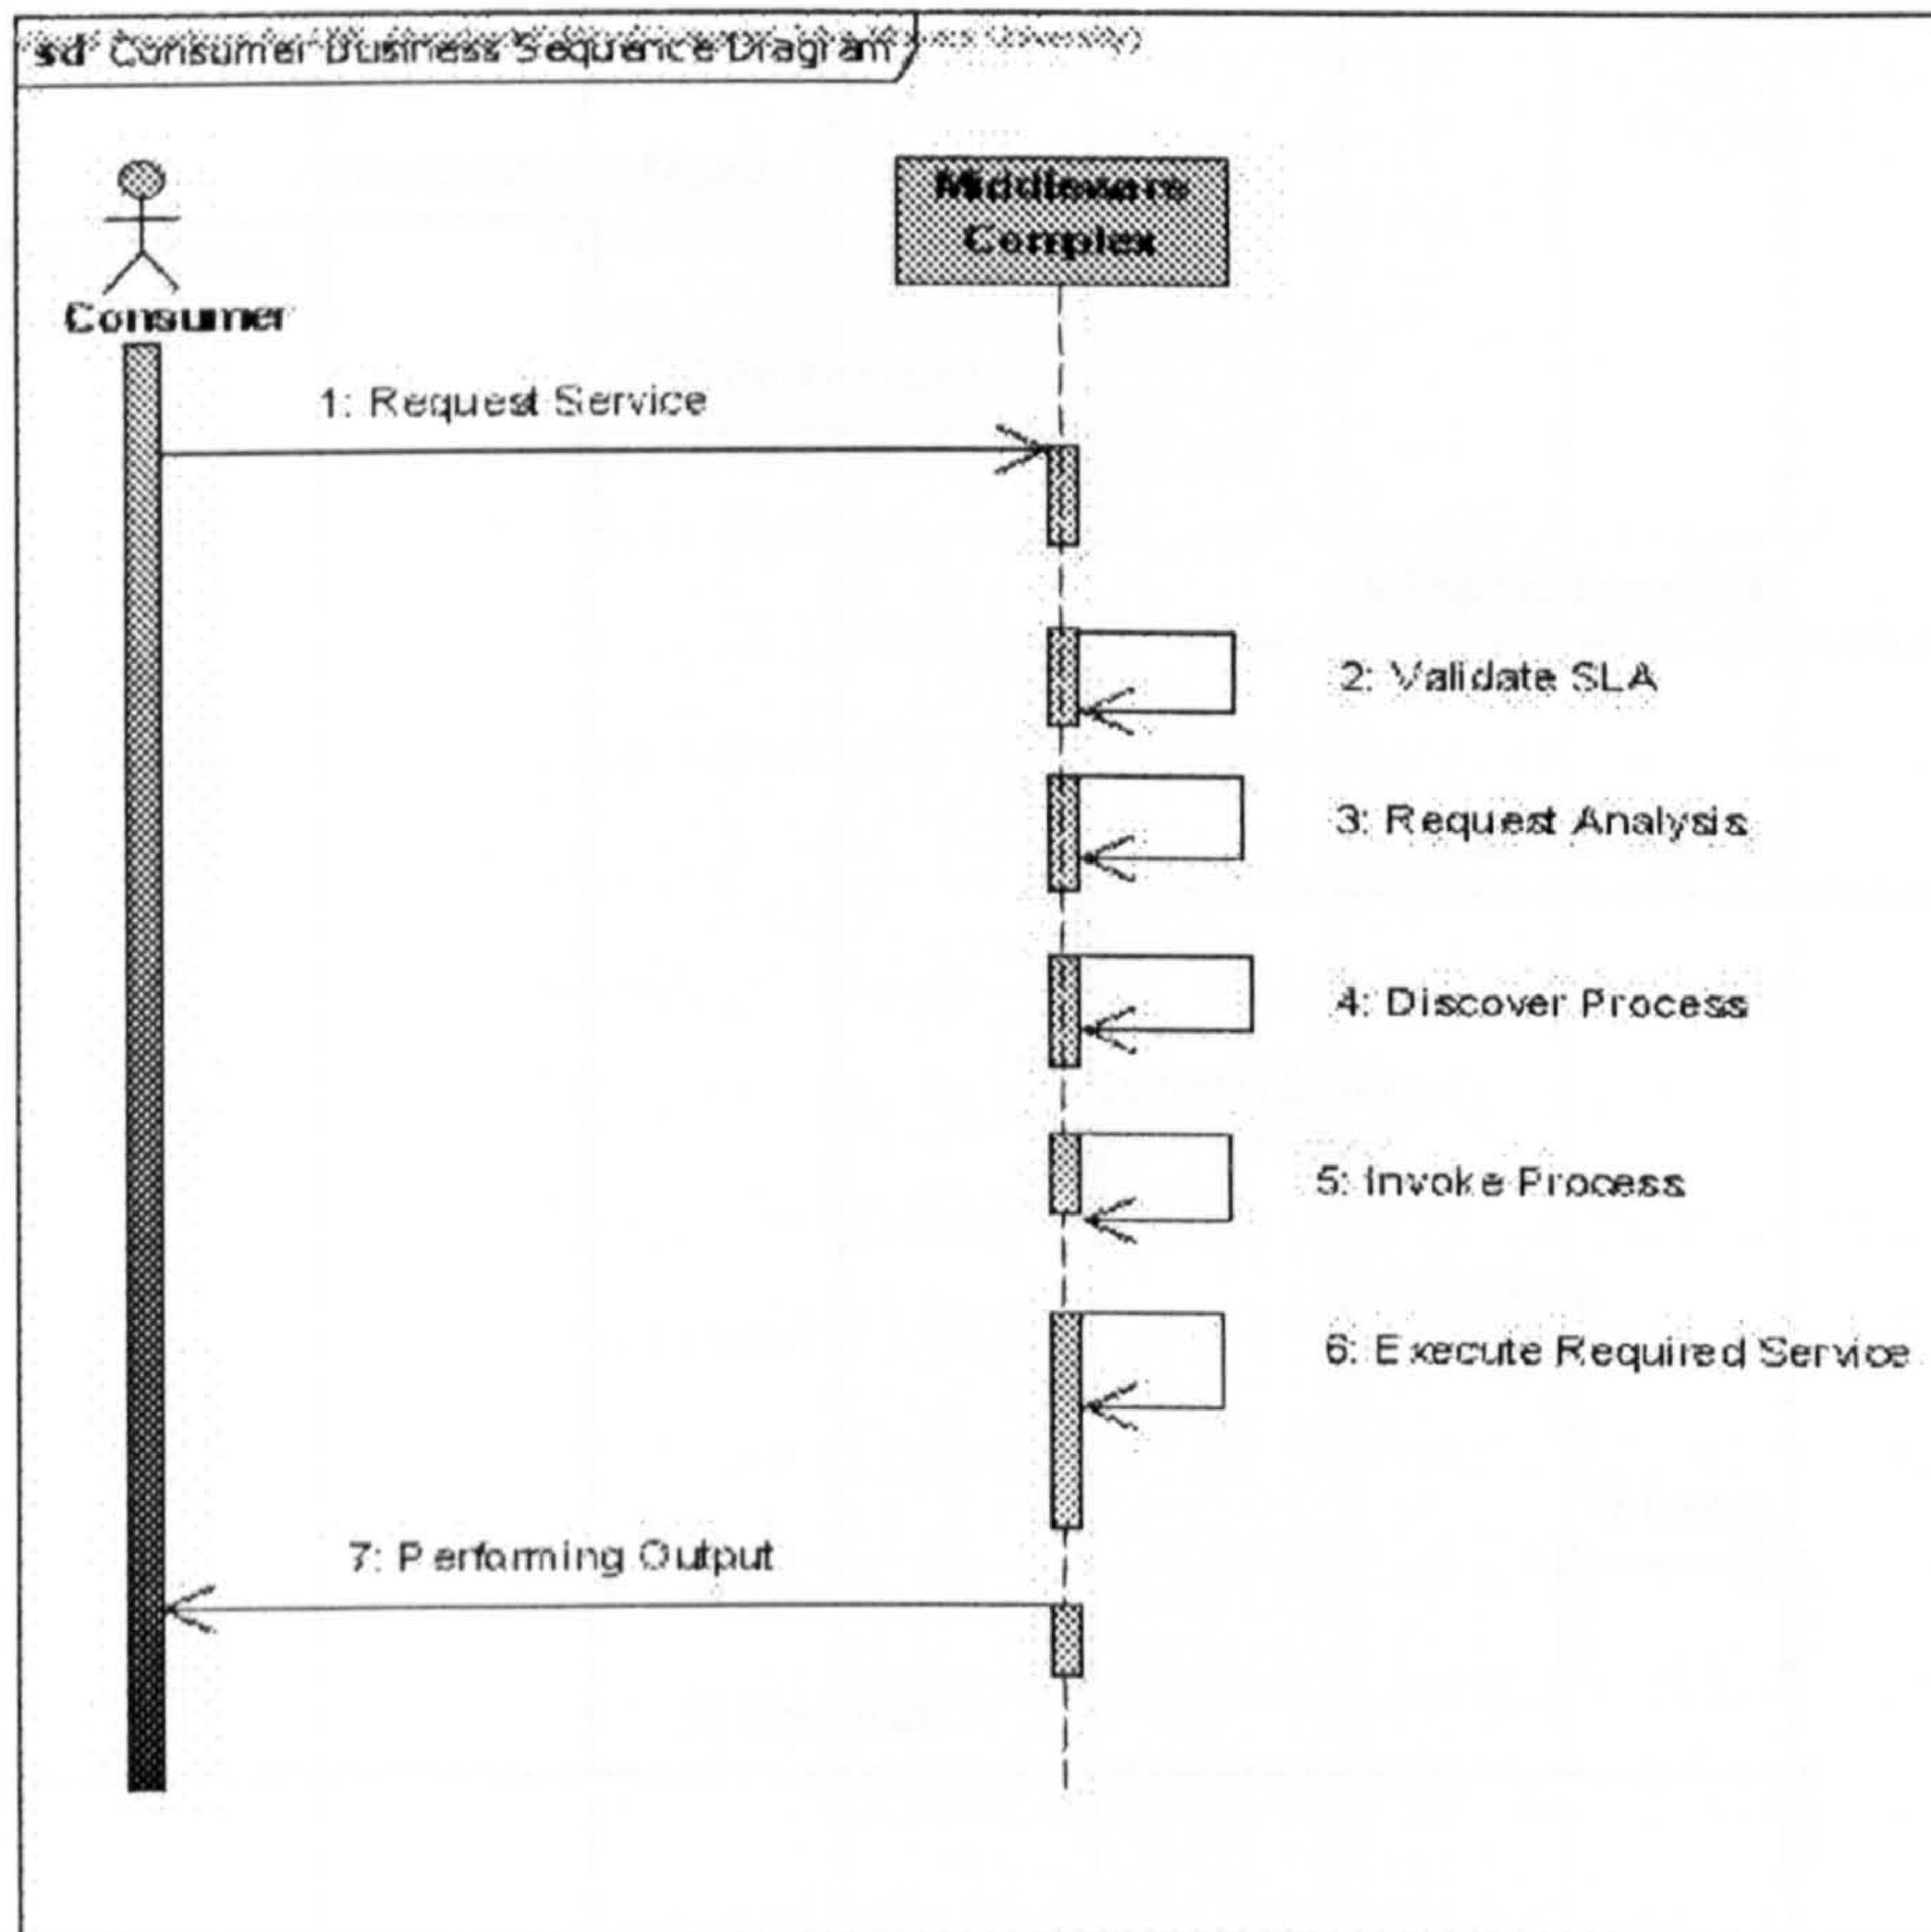 sd Consumer Business Sequence Diagram University)
Consumer
Middleware
Complex
1: Request Service
2: Validate SLA
3: Request Analysis
4: Discover Process
5: Invoke Process
6: Execute Required Service
7: Performing Output